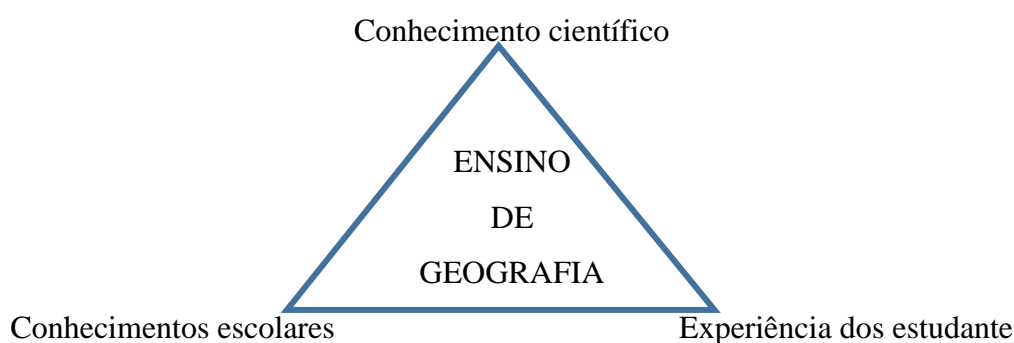 Conhecimento científico
ENSINO
DE
GEOGRAFIA
Conhecimentos escolares
Experiência dos estudante